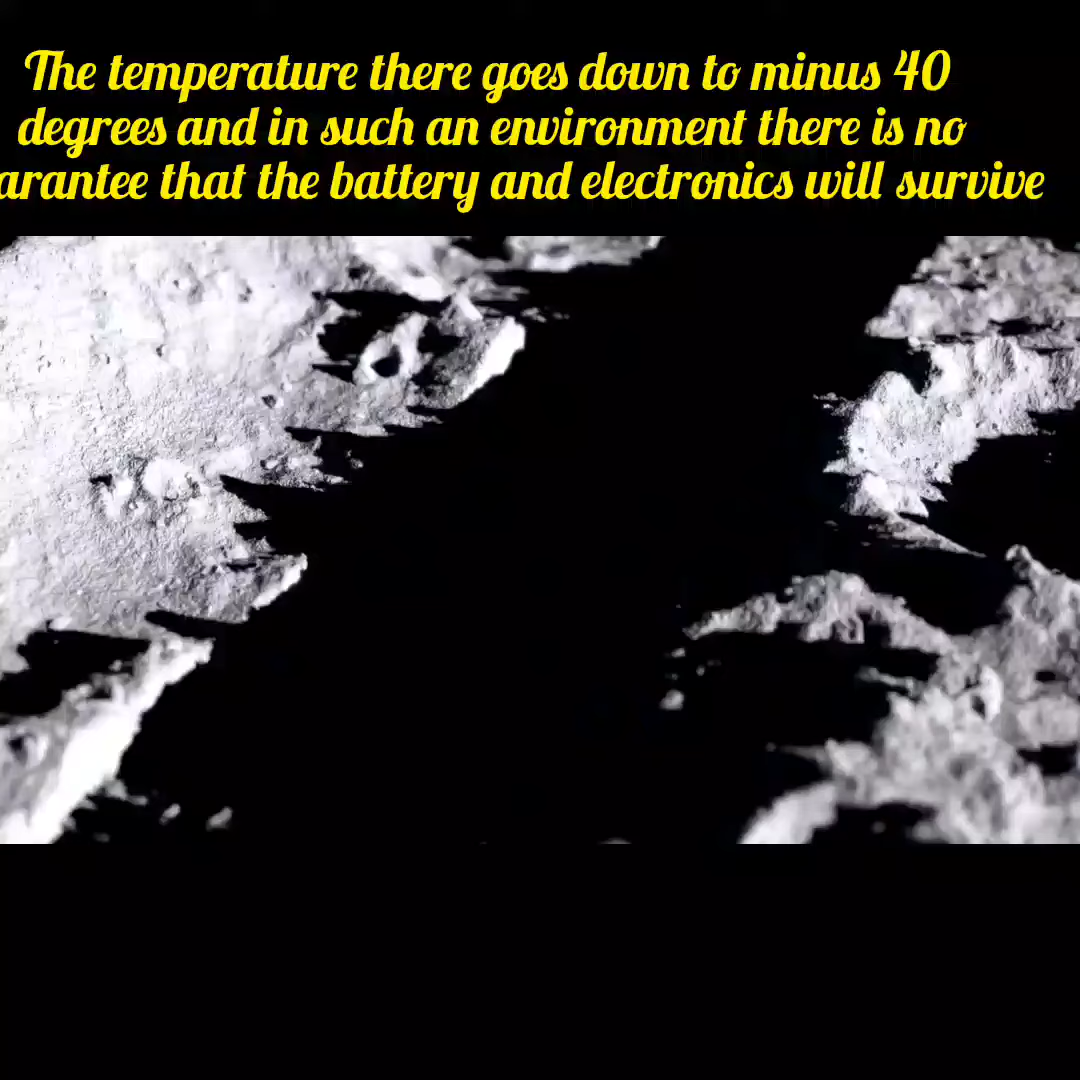 The temperature there goes down to minus 40
degrees and in such an environment there is no
arantee that the battery and electronics will survive